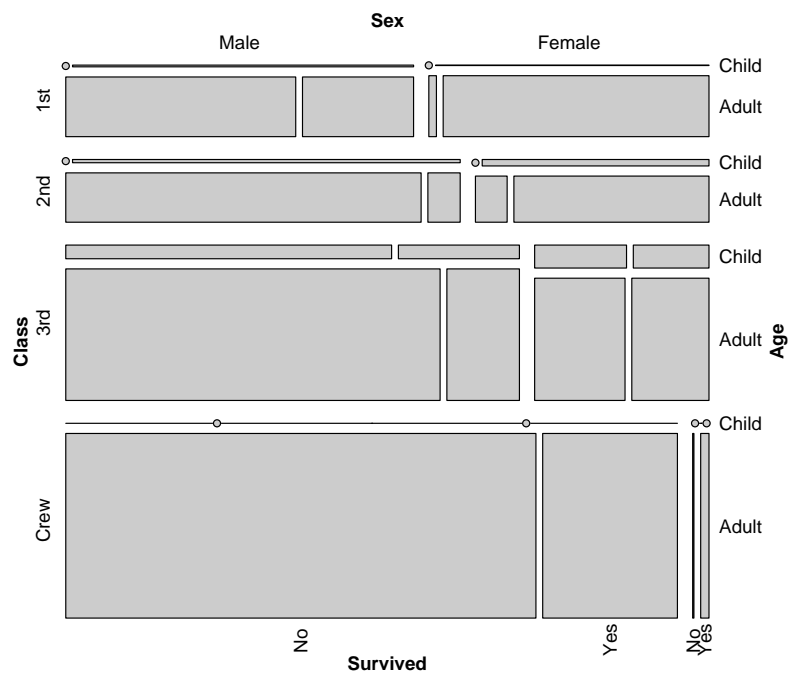 Sex
Male Female
Child
1st
Adult
Child
2nd
Adult
Child
3rd
Adult
Class
Age
Child
Crew
Adult
No Yes No Yes
Survived